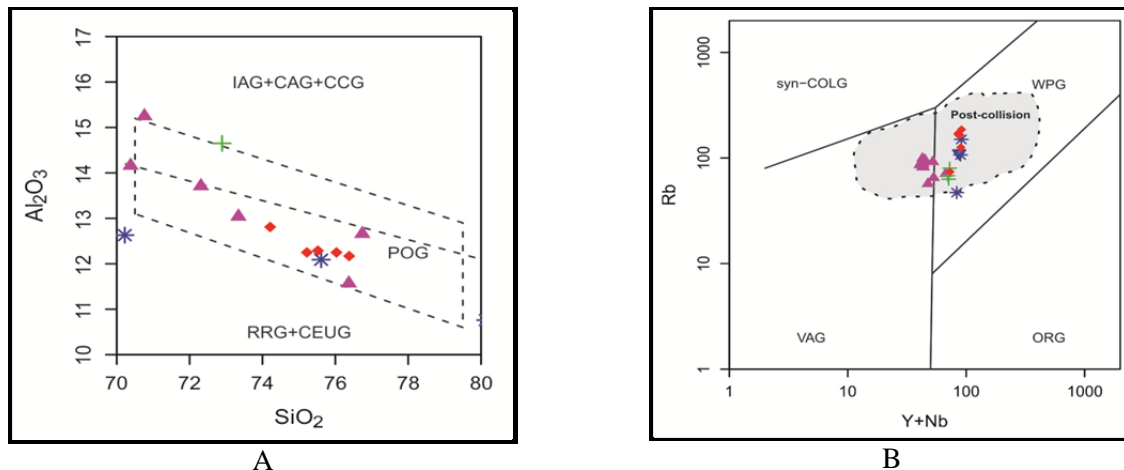 17
16
15
14
13
12
11
10
Al₂O₃
IAG+CAG+CCG
POG
RRG+CEUG
70 72 74 76 78 80
SiO₂
A
1000
100
10
1
Rb
syn−COLG
WPG
Post-collision
VAG
ORG
1 10 100 1000
Y+Nb
B